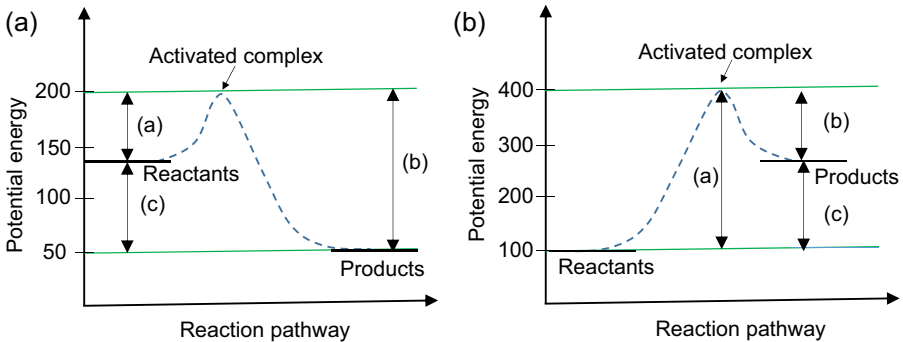 (a)
Potential energy
Activated complex
200
(a)
150
Reactants
(b)
100
(c)
50
Products
Reaction pathway
(b)
Potential energy
Activated complex
400
(b)
300
(a)
Products
200
(c)
100
Reactants
Reaction pathway